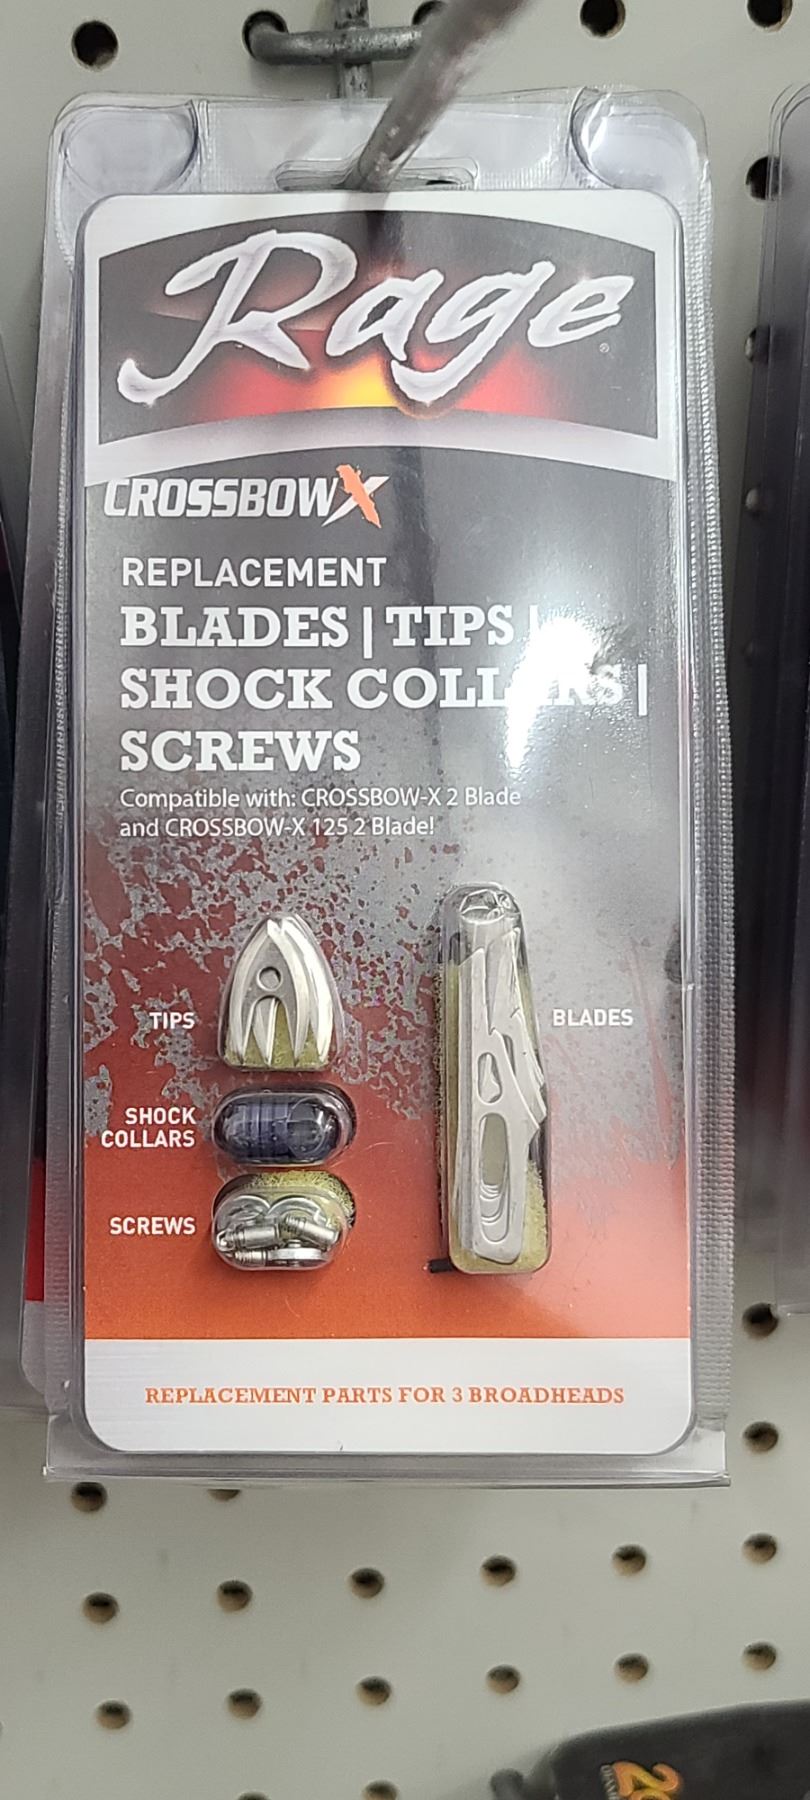 Rage®
CROSSBOWX
REPLACEMENT
BLADES | TIPS |
SHOCK COLLARS |
SCREWS
Compatible with: CROSSBOW-X 2 Blade
and CROSSBOW-X 125 2 Blade!
TIPS
BLADES
SHOCK
COLLARS
SCREWS
REPLACEMENT PARTS FOR 3 BROADHEADS